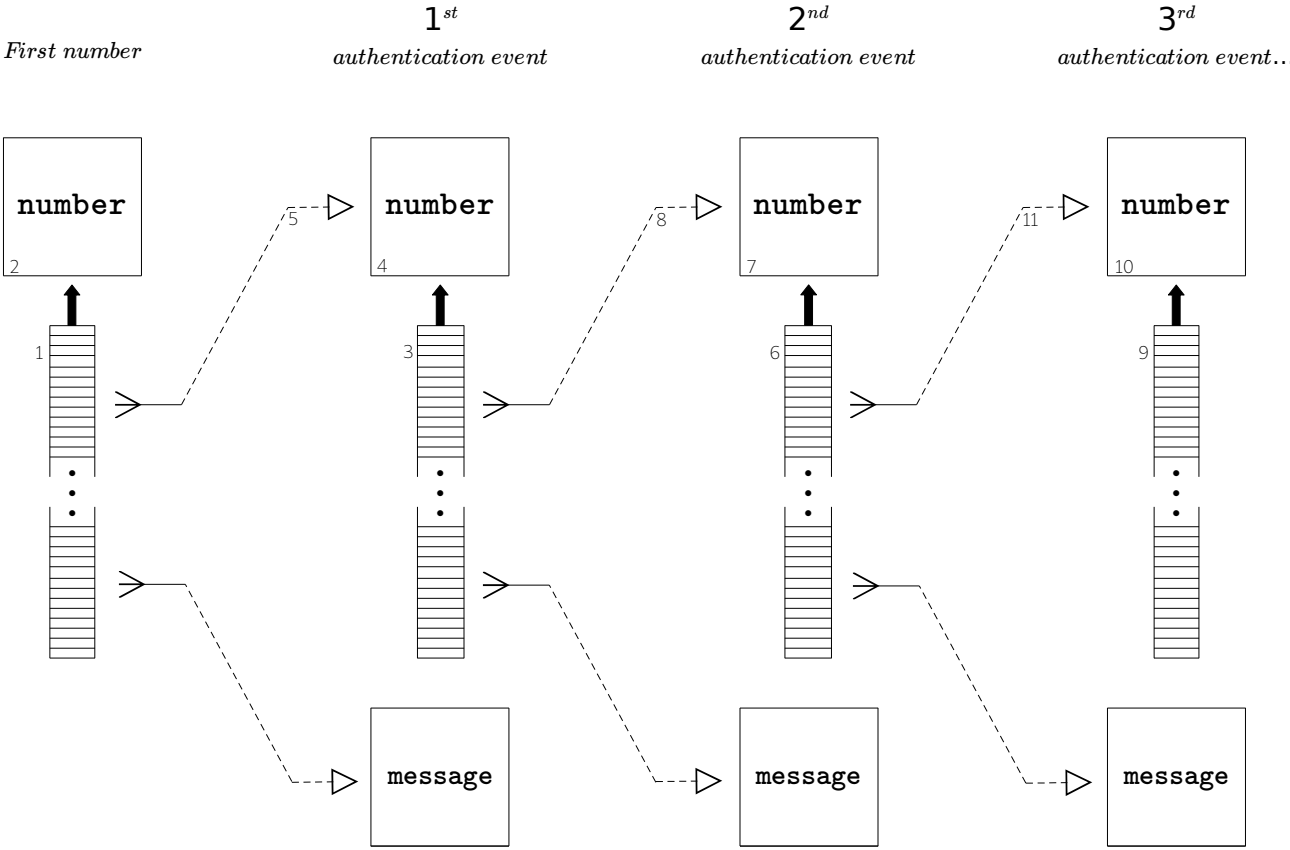 First number
1st
authentication event
2nd
authentication event
3rd
authentication event...
number
2
number
4
number
7
number
10
5
8
11
1
3
6
9
message
message
message